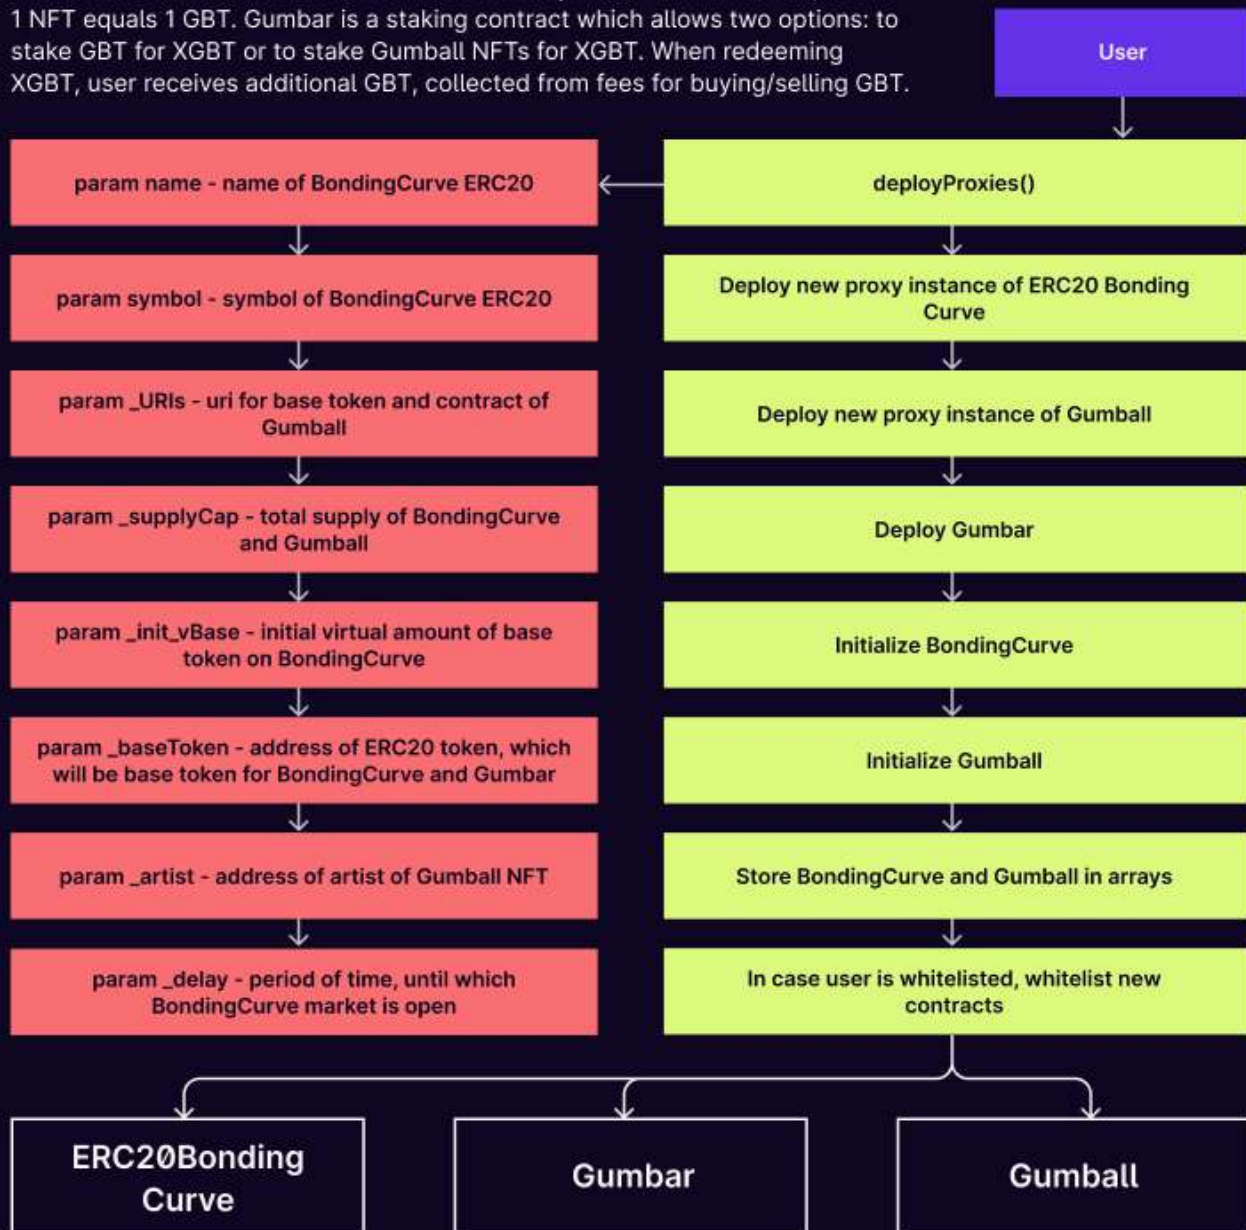 1 NFT equals 1 GBT. Gumbar is a staking contract which allows two options: to
stake GBT for XGBT or to stake Gumball NFTs for XGBT. When redeeming
XGBT, user receives additional GBT, collected from fees for buying/selling GBT.
User
param name - name of BondingCurve ERC20
param symbol - symbol of BondingCurve ERC20
param _URIs - uri for base token and contract of
Gumball
param _supplyCap - total supply of BondingCurve
and Gumball
param _init_vBase - initial virtual amount of base
token on BondingCurve
param _baseToken - address of ERC20 token, which
will be base token for BondingCurve and Gumbar
param _artist - address of artist of Gumball NFT
param _delay - period of time, until which
BondingCurve market is open
deployProxies()
Deploy new proxy instance of ERC20 Bonding
Curve
Deploy new proxy instance of Gumball
Deploy Gumbar
Initialize BondingCurve
Initialize Gumball
Store BondingCurve and Gumball in arrays
In case user is whitelisted, whitelist new
contracts
ERC20Bonding
Curve
Gumbar
Gumball